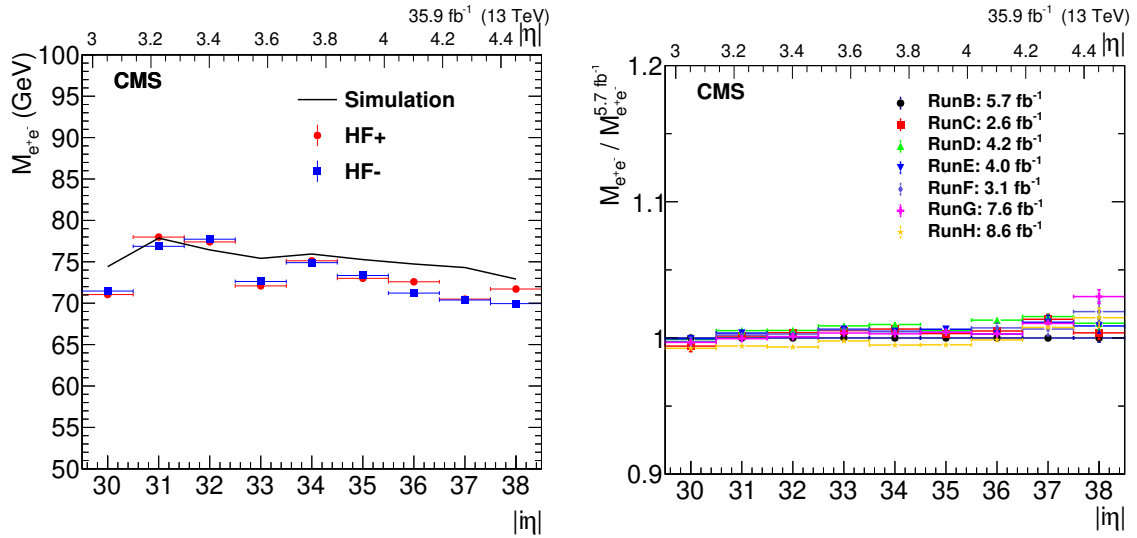 35.9 fb⁻¹ (13 TeV)
3 3.2 3.4 3.6 3.8 4 4.2 4.4 |η|
M_{e⁺e⁻} (GeV)
100
95
90
85
80
75
70
65
60
55
50
CMS
Simulation
HF+
HF-
30 31 32 33 34 35 36 37 38
|iη|
35.9 fb⁻¹ (13 TeV)
3 3.2 3.4 3.6 3.8 4 4.2 4.4 |η|
M_{e⁺e⁻} / M_{e⁺e⁻}^{5.7 fb⁻¹}
1.2
1.1
1
0.9
CMS
RunB: 5.7 fb⁻¹
RunC: 2.6 fb⁻¹
RunD: 4.2 fb⁻¹
RunE: 4.0 fb⁻¹
RunF: 3.1 fb⁻¹
RunG: 7.6 fb⁻¹
RunH: 8.6 fb⁻¹
30 31 32 33 34 35 36 37 38
|iη|